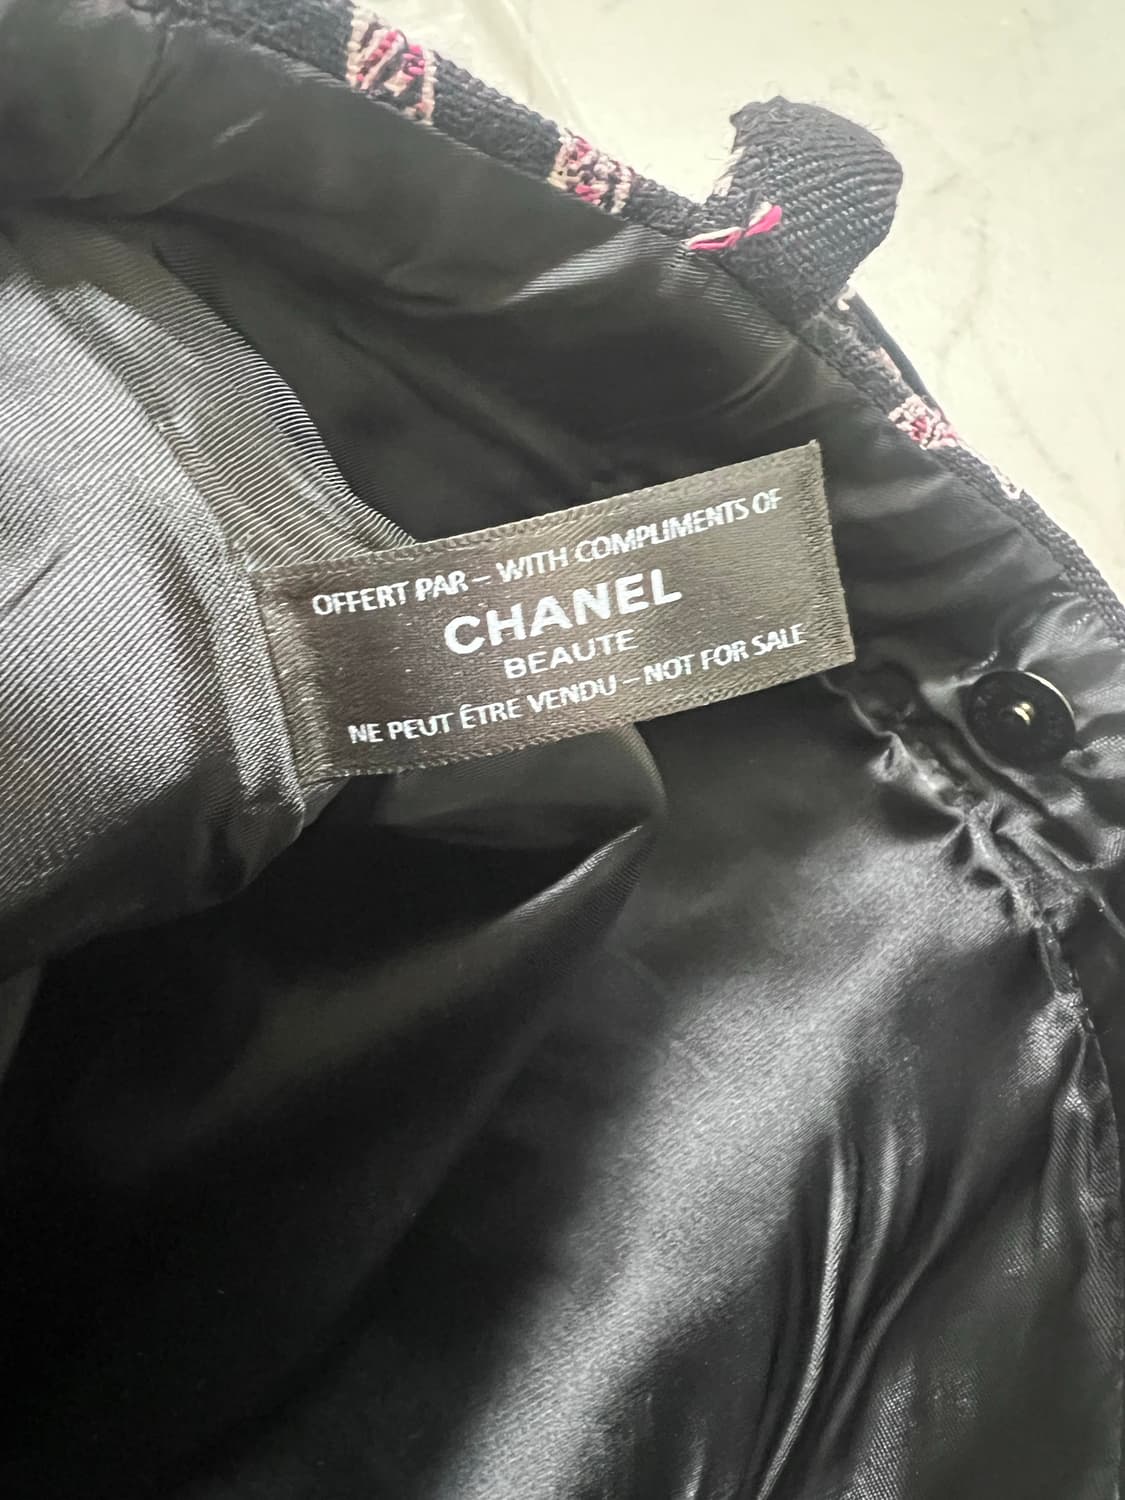 OFFERT PAR – WITH COMPLIMENTS OF
CHANEL
BEAUTE
NE PEUT ÊTRE VENDU – NOT FOR SALE